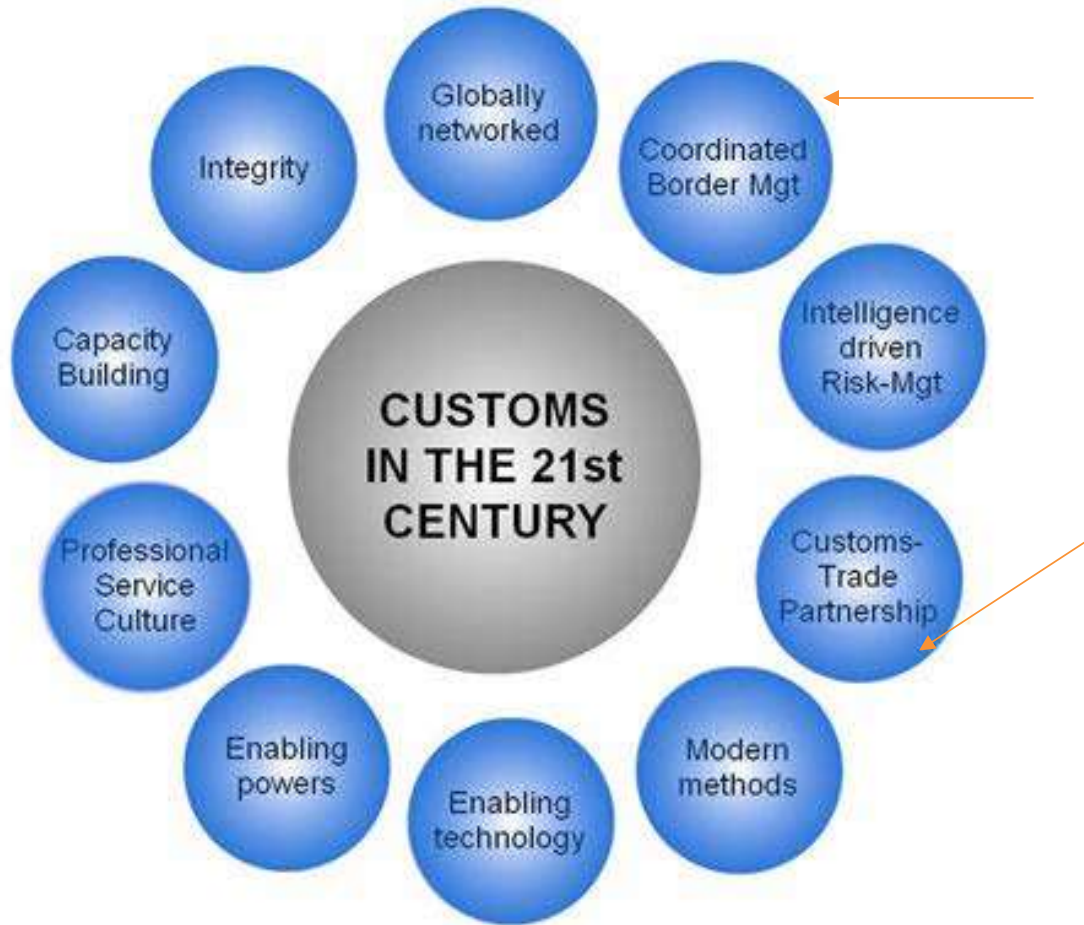 Globally
networked
Coordinated
Border Mgt
Intelligence
driven
Risk-Mgt
Customs-
Trade
Partnership
Modern
methods
Enabling
technology
Enabling
powers
Professional
Service
Culture
Capacity
Building
Integrity
CUSTOMS
IN THE 21st
CENTURY